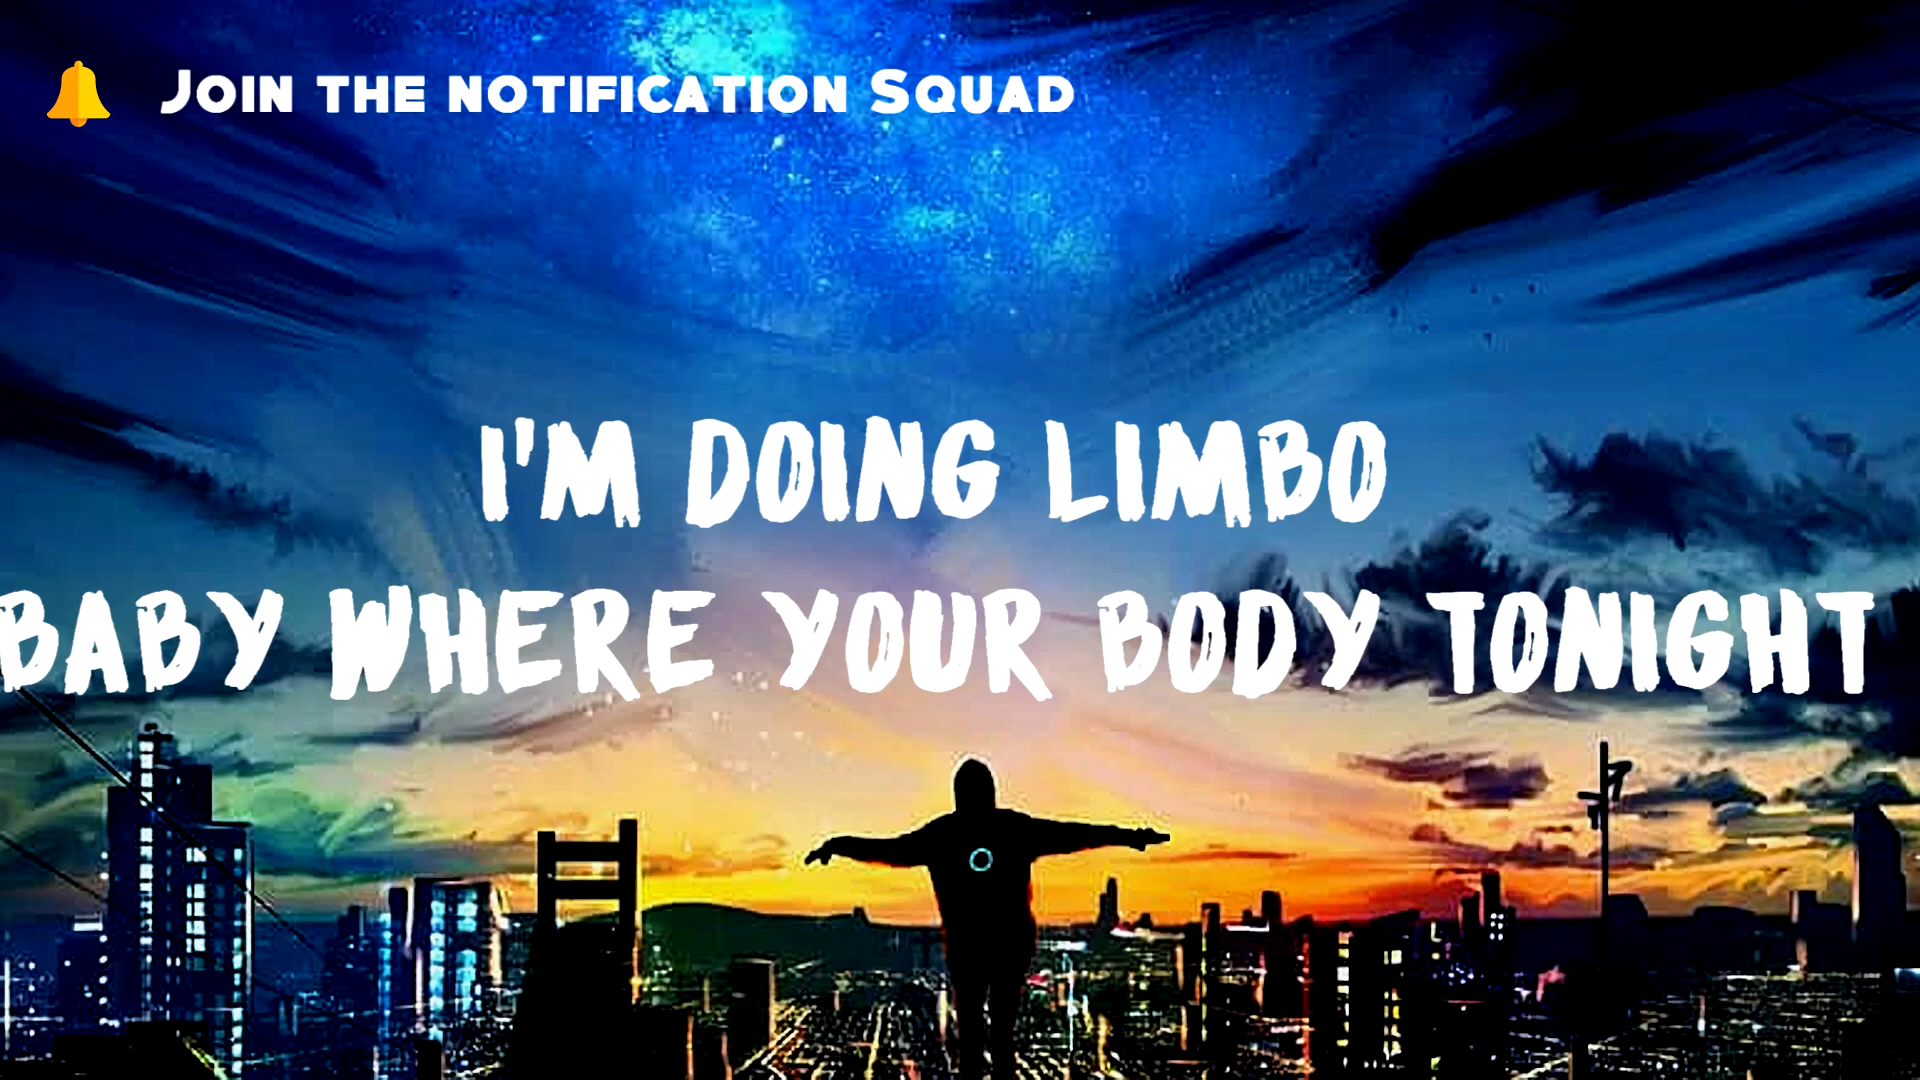 Join the notification Squad
I'M DOING LIMBO
BABY WHERE YOUR BODY TONIGHT